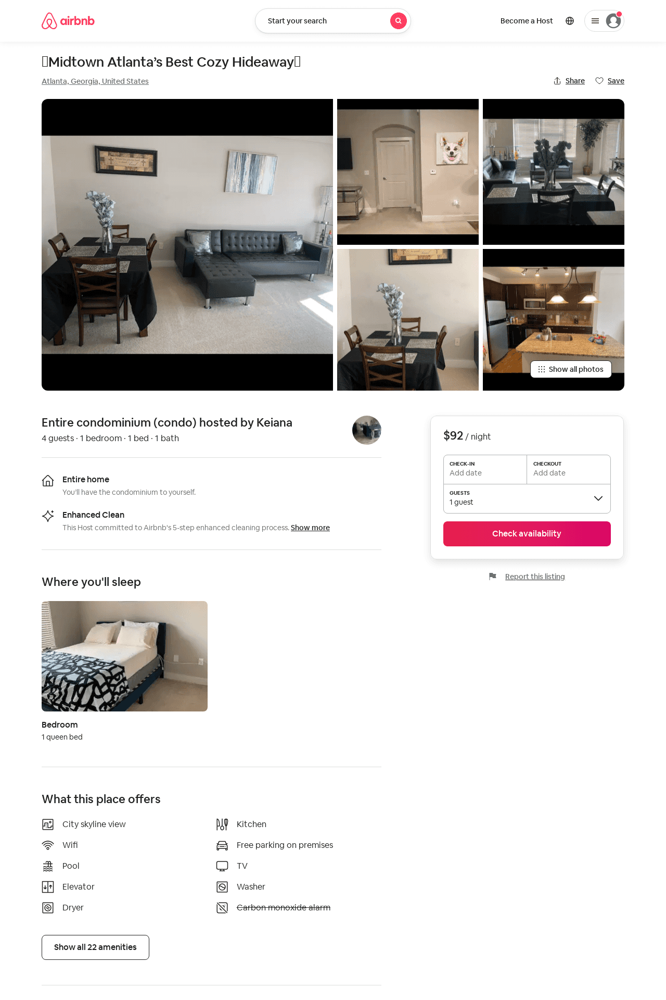 airbnb
Start your search
Become a Host
Midtown Atlanta’s Best Cozy Hideaway
Atlanta, Georgia, United States
Share
Save
Show all photos
Entire condominium (condo) hosted by Keiana
4 guests · 1 bedroom · 1 bed · 1 bath
Entire home
You’ll have the condominium to yourself.
Enhanced Clean
This Host committed to Airbnb's 5-step enhanced cleaning process. Show more
$92 / night
CHECK-IN
Add date
CHECKOUT
Add date
GUESTS
1 guest
Check availability
Report this listing
Where you'll sleep
Bedroom
1 queen bed
What this place offers
City skyline view
Kitchen
Wifi
Free parking on premises
Pool
TV
Elevator
Washer
Dryer
Carbon monoxide alarm
Show all 22 amenities